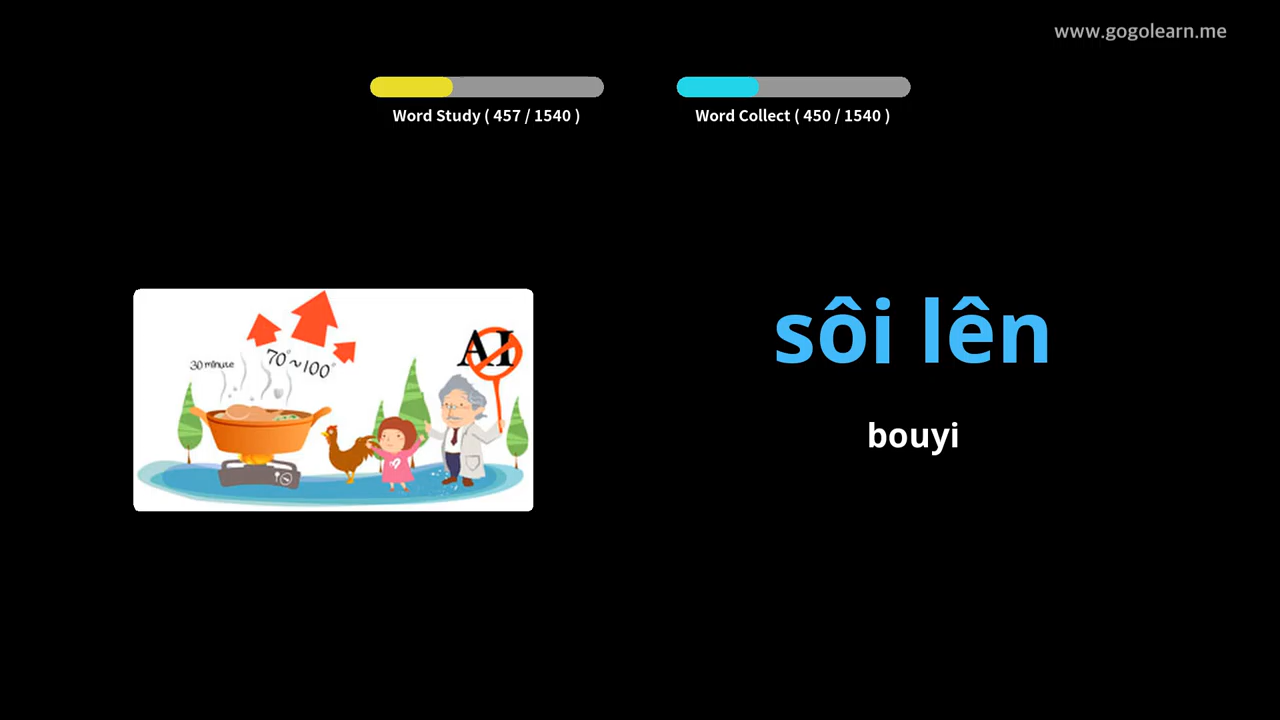 www.gogolearn.me
Word Study ( 457 / 1540 )
Word Collect ( 450 / 1540 )
30 minute
70°~100°
AI
sôi lên
bouyi